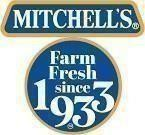 MITCHELL'S®
Farm
Fresh
since
1933
®